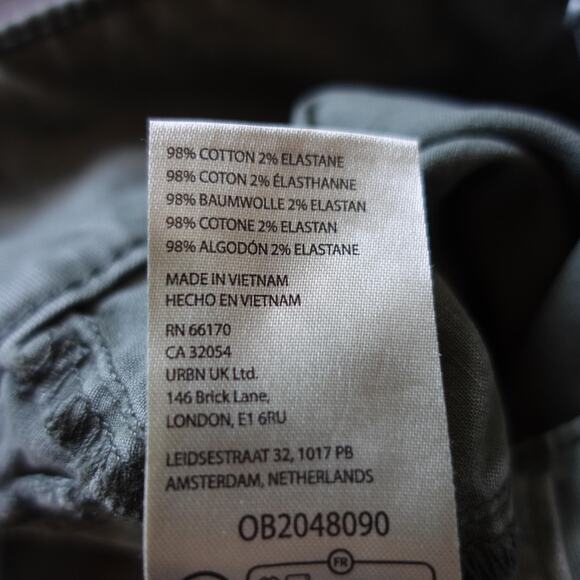 98% COTTON 2% ELASTANE
98% COTON 2% ÉLASTHANNE
98% BAUMWOLLE 2% ELASTAN
98% COTONE 2% ELASTAN
98% ALGODÓN 2% ELASTANE
MADE IN VIETNAM
HECHO EN VIETNAM
RN 66170
CA 32054
URBN UK Ltd.
146 Brick Lane,
LONDON, E1 6RU
LEIDSESTRAAT 32, 1017 PB
AMSTERDAM, NETHERLANDS
OB2048090
FR